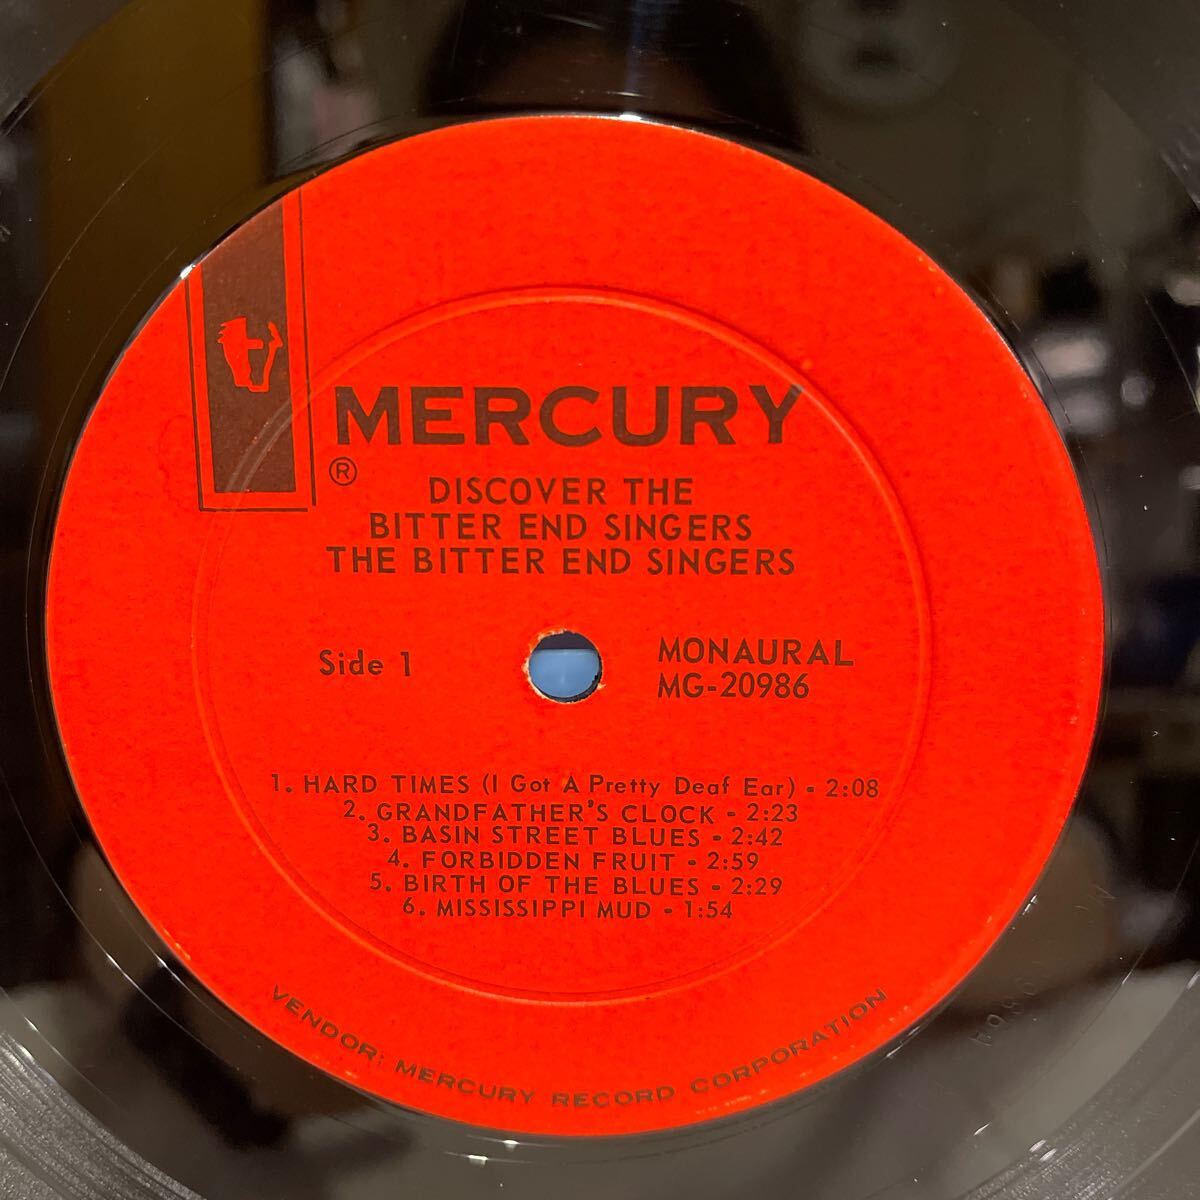 MERCURY
®
DISCOVER THE
BITTER END SINGERS
THE BITTER END SINGERS
Side 1
MONAURAL
MG-20986
1. HARD TIMES (I Got A Pretty Deaf Ear) - 2:08
2. GRANDFATHER'S CLOCK - 2:23
3. BASIN STREET BLUES - 2:42
4. FORBIDDEN FRUIT - 2:59
5. BIRTH OF THE BLUES - 2:29
6. MISSISSIPPI MUD - 1:54
VENDOR: MERCURY RECORD CORPORATION